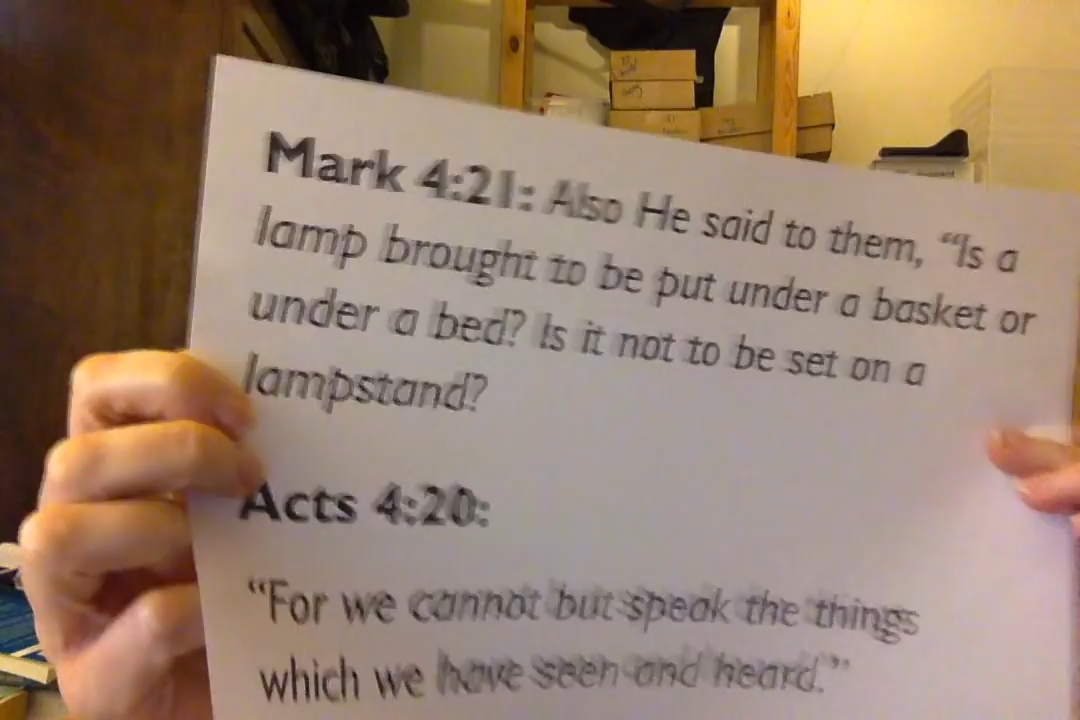 Mark 4:21: Also He said to them, “Is a
lamp brought to be put under a basket or
under a bed? Is it not to be set on a
lampstand?
Acts 4:20:
“For we cannot but speak the things
which we have seen and heard.”